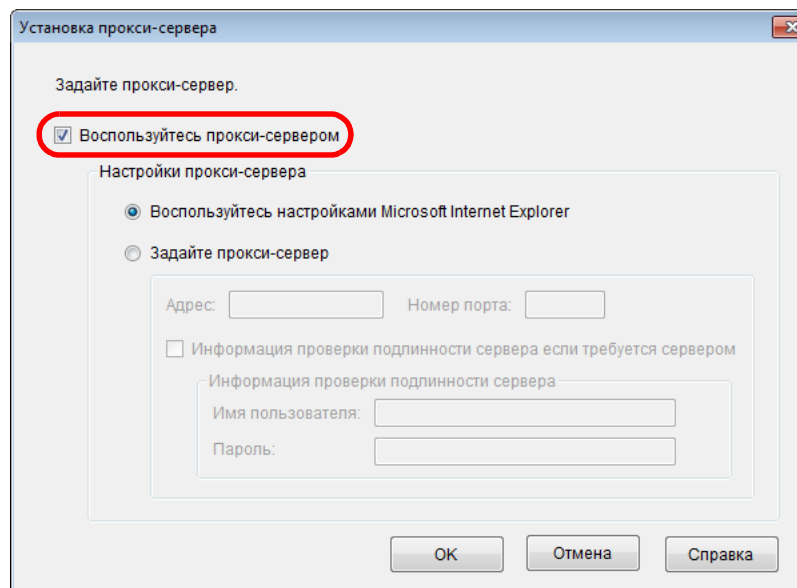 Установка прокси-сервера
Задайте прокси-сервер.
Воспользуйтесь прокси-сервером
Настройки прокси-сервера
Воспользуйтесь настройками Microsoft Internet Explorer
Задайте прокси-сервер
Адрес: Номер порта:
Информация проверки подлинности сервера если требуется сервером
Информация проверки подлинности сервера
Имя пользователя:
Пароль:
OK Отмена Справка